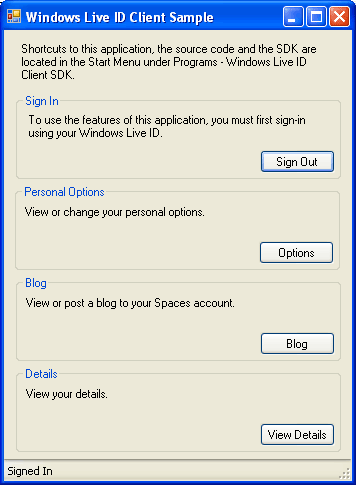 Windows Live ID Client Sample
Shortcuts to this application, the source code and the SDK are
located in the Start Menu under Programs - Windows Live ID
Client SDK.
Sign In
To use the features of this application, you must first sign-in
using your Windows Live ID.
Sign Out
Personal Options
View or change your personal options.
Options
Blog
View or post a blog to your Spaces account.
Blog
Details
View your details.
View Details
Signed In